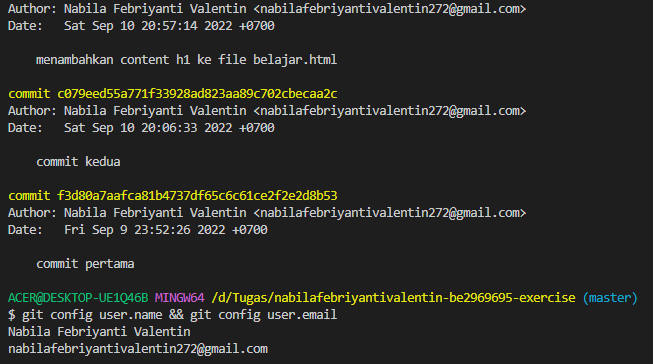 Author: Nabila Febriyanti Valentin <nabilafebriyantivalentin272@gmail.com>
Date:   Sat Sep 10 20:57:14 2022 +0700
menambahkan content h1 ke file belajar.html
commit c079eed55a771f33928ad823aa89c702cbecaa2c
Author: Nabila Febriyanti Valentin <nabilafebriyantivalentin272@gmail.com>
Date:   Sat Sep 10 20:06:33 2022 +0700
commit kedua
commit f3d80a7aafca81b4737df65c6c61ce2f2e2d8b53
Author: Nabila Febriyanti Valentin <nabilafebriyantivalentin272@gmail.com>
Date:   Fri Sep 9 23:52:26 2022 +0700
commit pertama
ACER@DESKTOP-UE1Q46B MINGW64 /d/Tugas/nabilafebriyantivalentin-be2969695-exercise (master)
$ git config user.name && git config user.email
Nabila Febriyanti Valentin
nabilafebriyantivalentin272@gmail.com